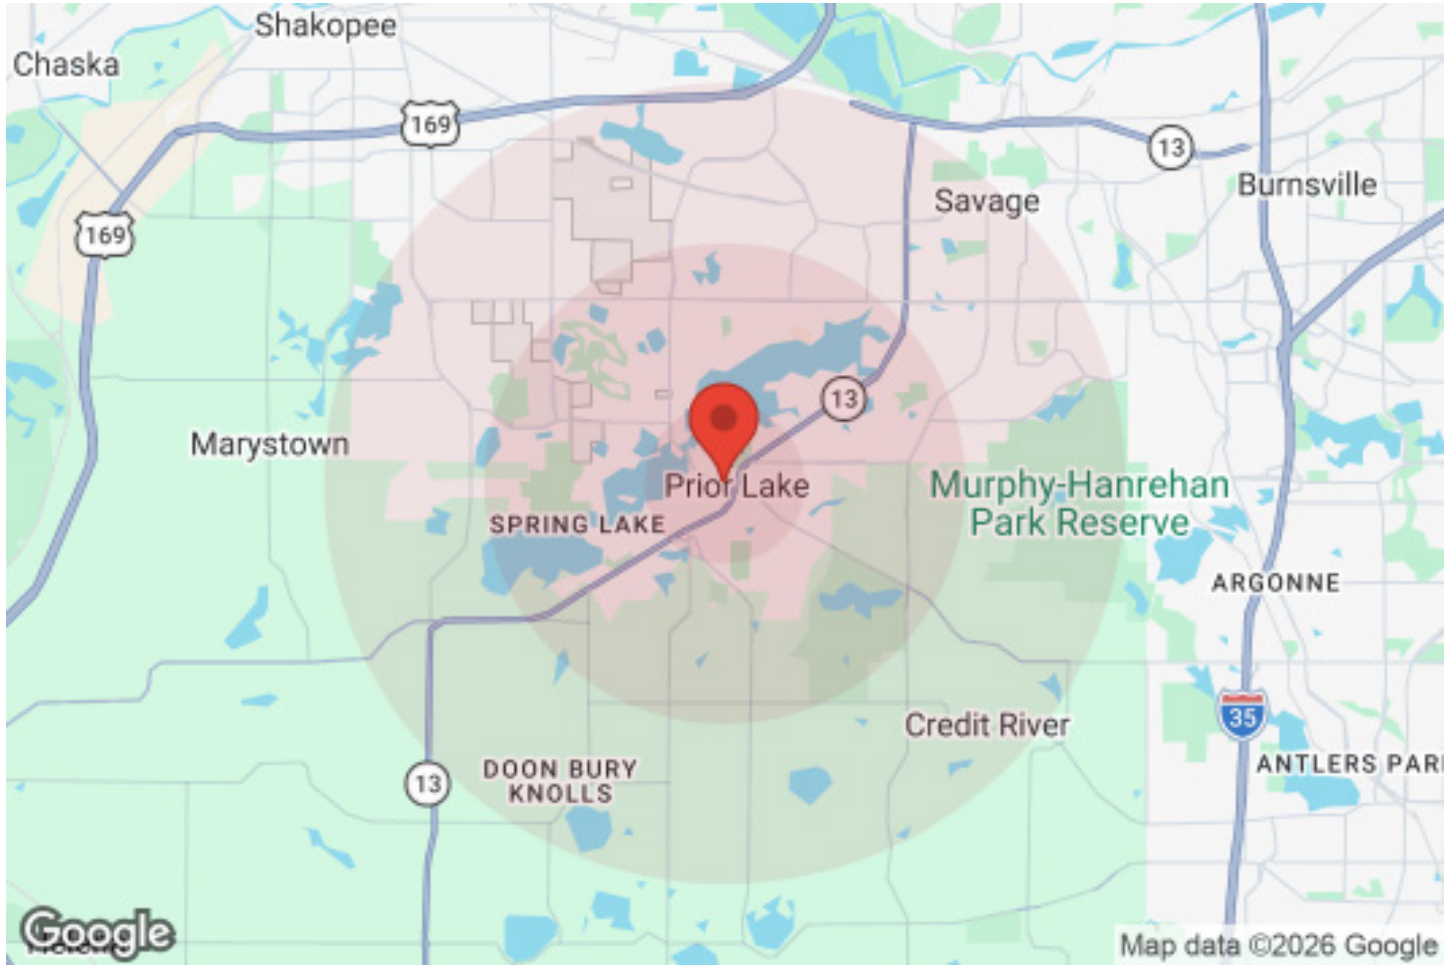 Shakopee
Chaska
169
13
Savage
Burnsville
169
13
Marystown
Prior Lake
Murphy-Hanrehan
Park Reserve
SPRING LAKE
ARGONNE
35
Credit River
DOON BURY
KNOLLS
13
ANTLERS PARK
Google
Map data ©2026 Google